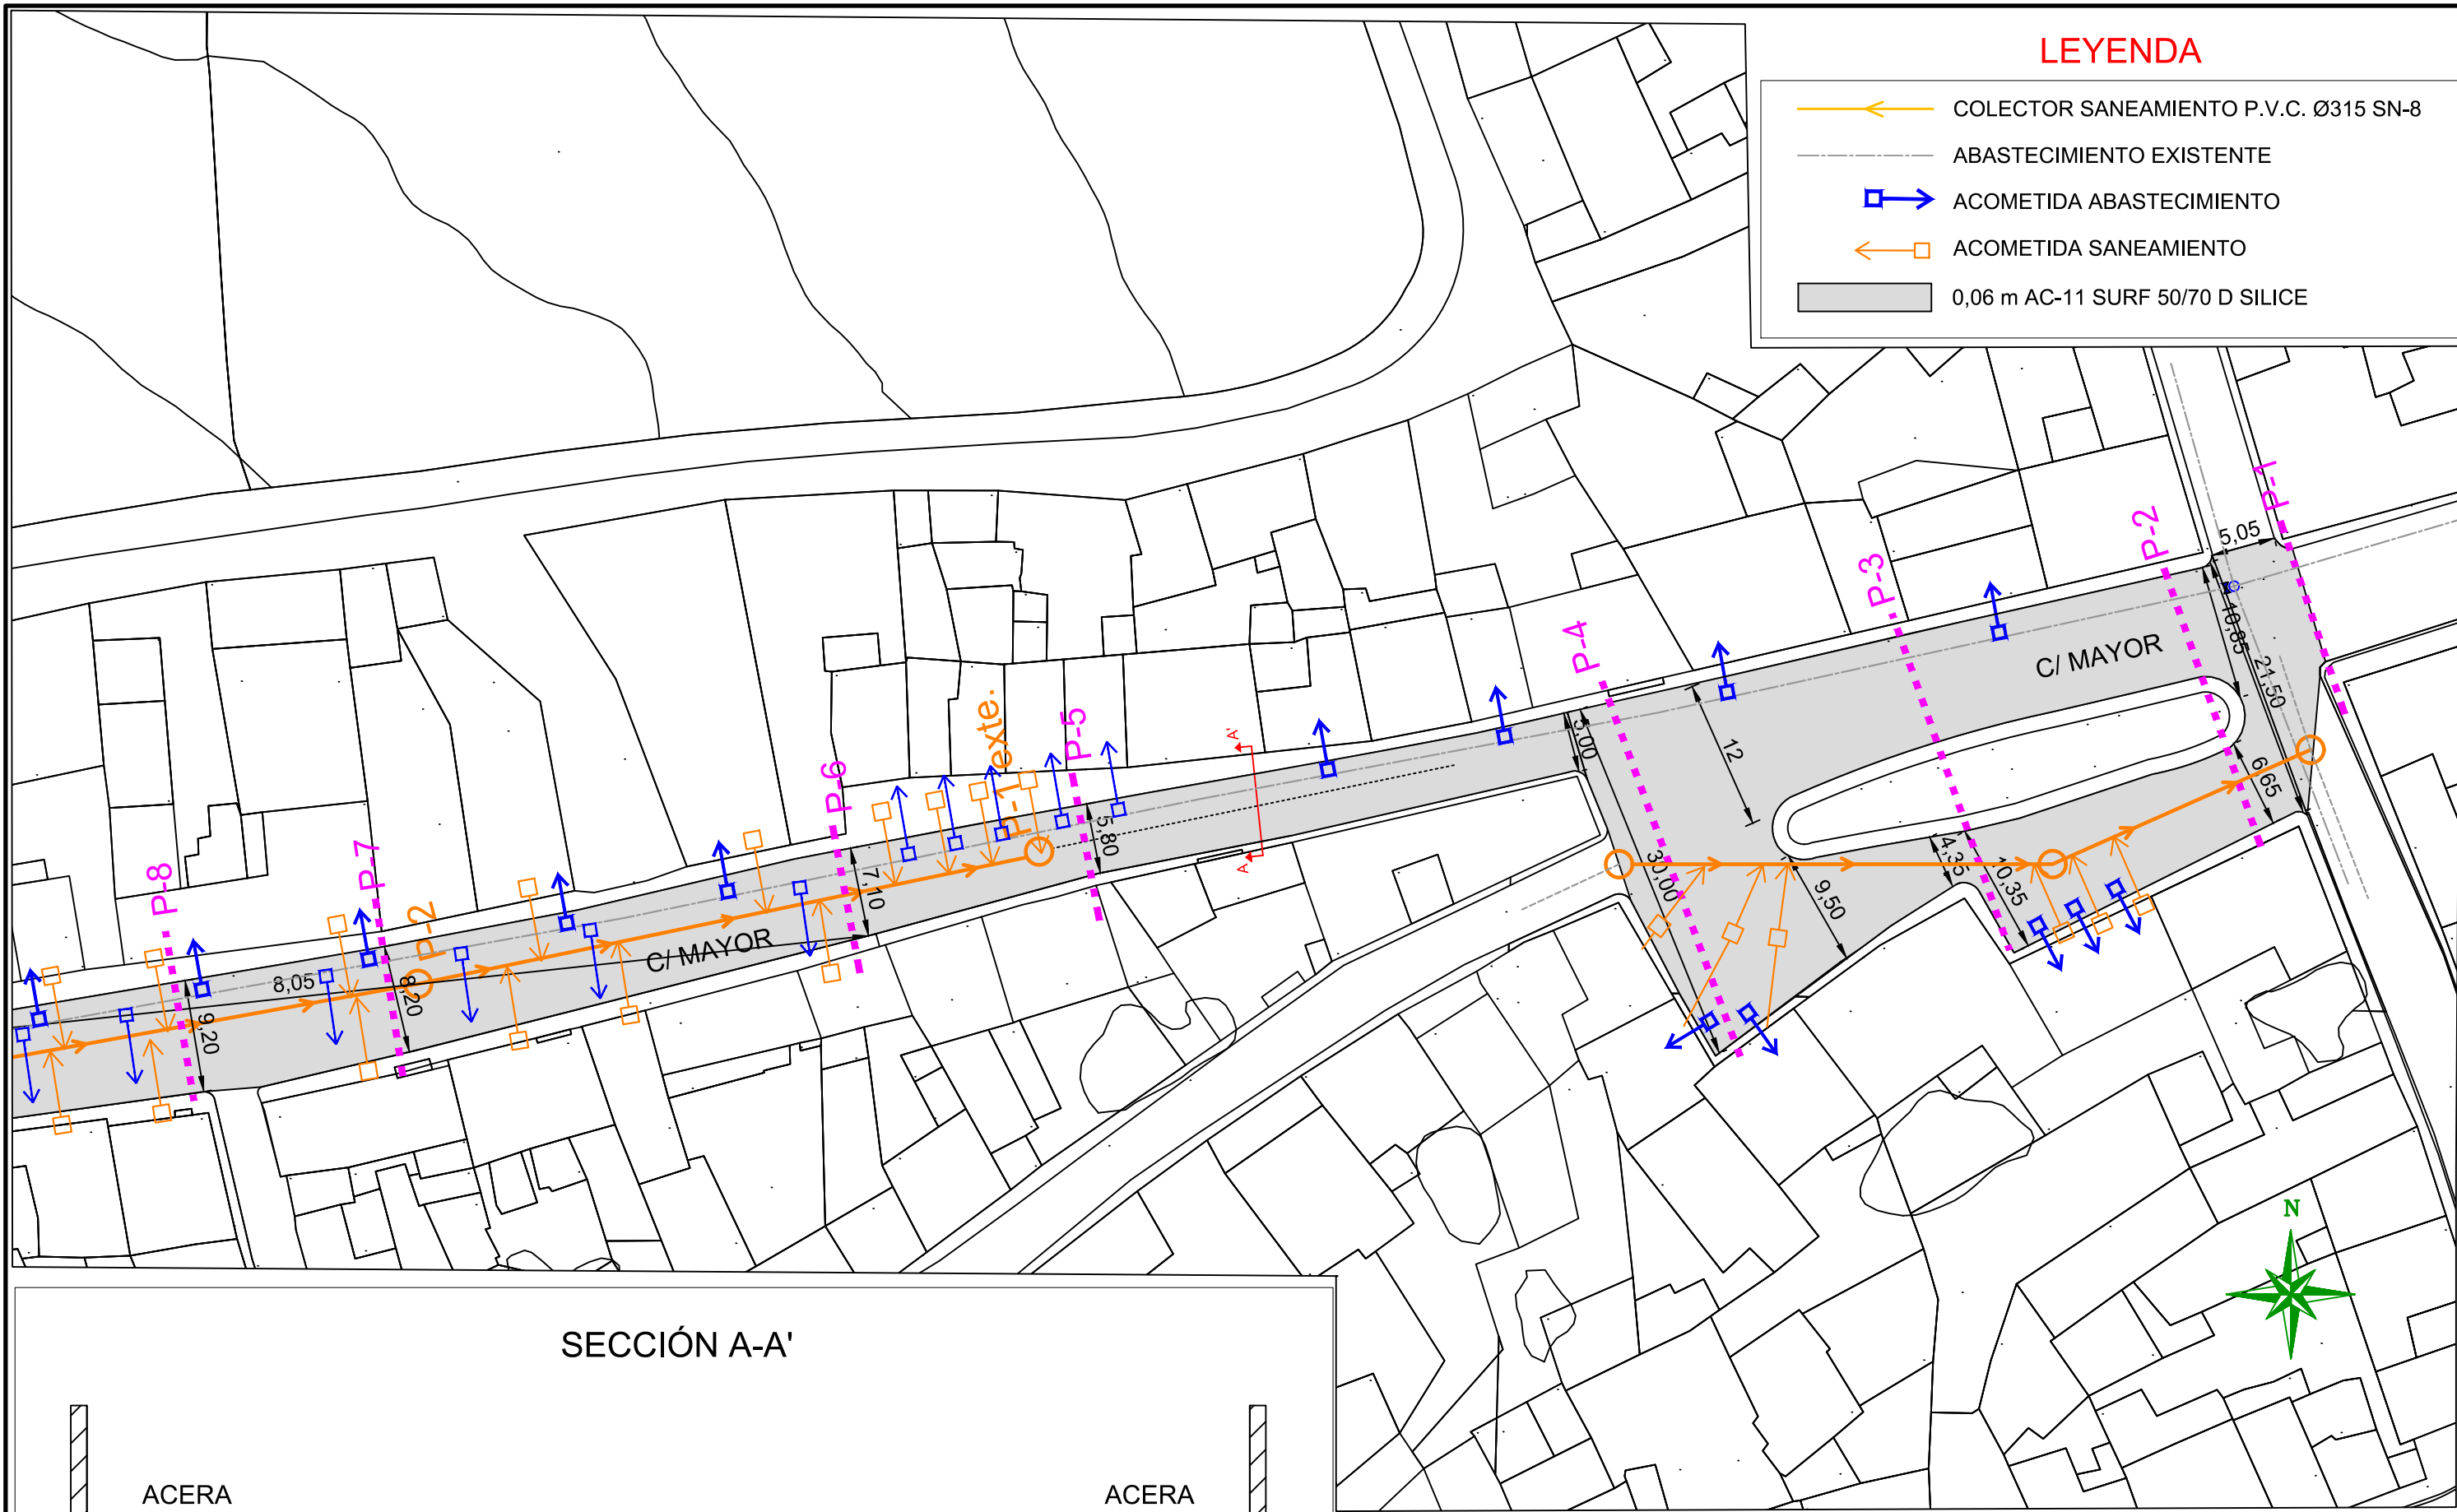 LEYENDA
COLECTOR SANEAMIENTO P.V.C. Ø315 SN-8
ABASTECIMIENTO EXISTENTE
ACOMETIDA ABASTECIMIENTO
ACOMETIDA SANEAMIENTO
0,06 m AC-11 SURF 50/70 D SILICE
P-1
P-2
5,05
P-3
10,85
C/ MAYOR
21,50
P-4
5,00
12
6,65
P-1 exte.
P-5
A'
A
5,80
P-6
7,10
30,00
9,50
4,35
10,35
P-7
P-8
P-2
C/ MAYOR
8,05
8,20
9,20
N
SECCIÓN A-A'
ACERA
ACERA